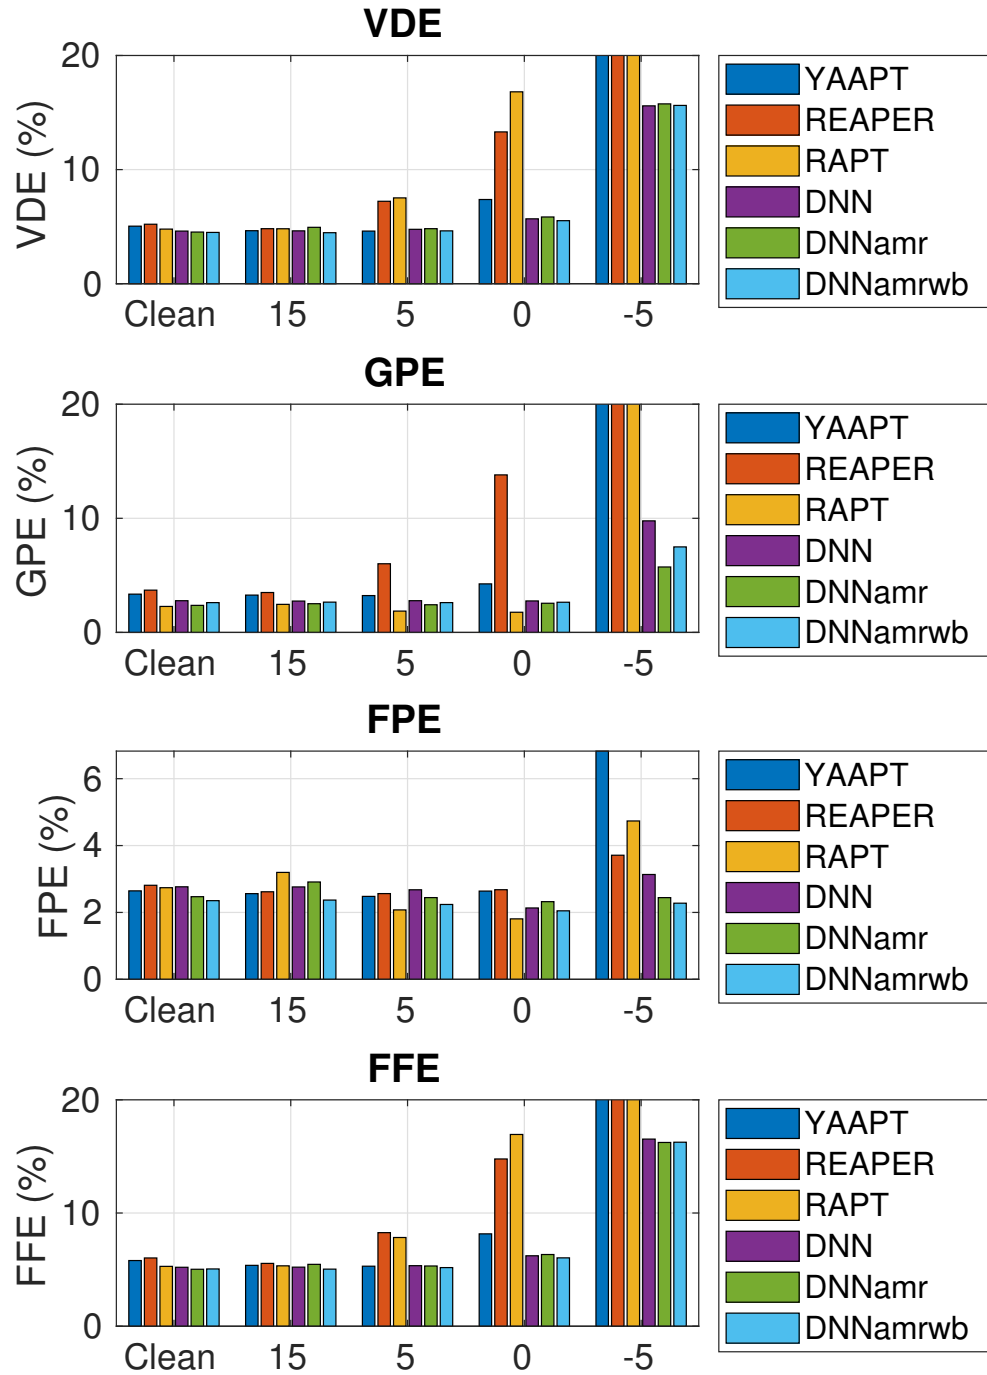 VDE
VDE (%)
20
10
0
Clean 15 5 0 -5
YAAPT
REAPER
RAPT
DNN
DNNamr
DNNamrwb
GPE
GPE (%)
20
10
0
Clean 15 5 0 -5
YAAPT
REAPER
RAPT
DNN
DNNamr
DNNamrwb
FPE
FPE (%)
6
4
2
0
Clean 15 5 0 -5
YAAPT
REAPER
RAPT
DNN
DNNamr
DNNamrwb
FFE
FFE (%)
20
10
0
Clean 15 5 0 -5
YAAPT
REAPER
RAPT
DNN
DNNamr
DNNamrwb